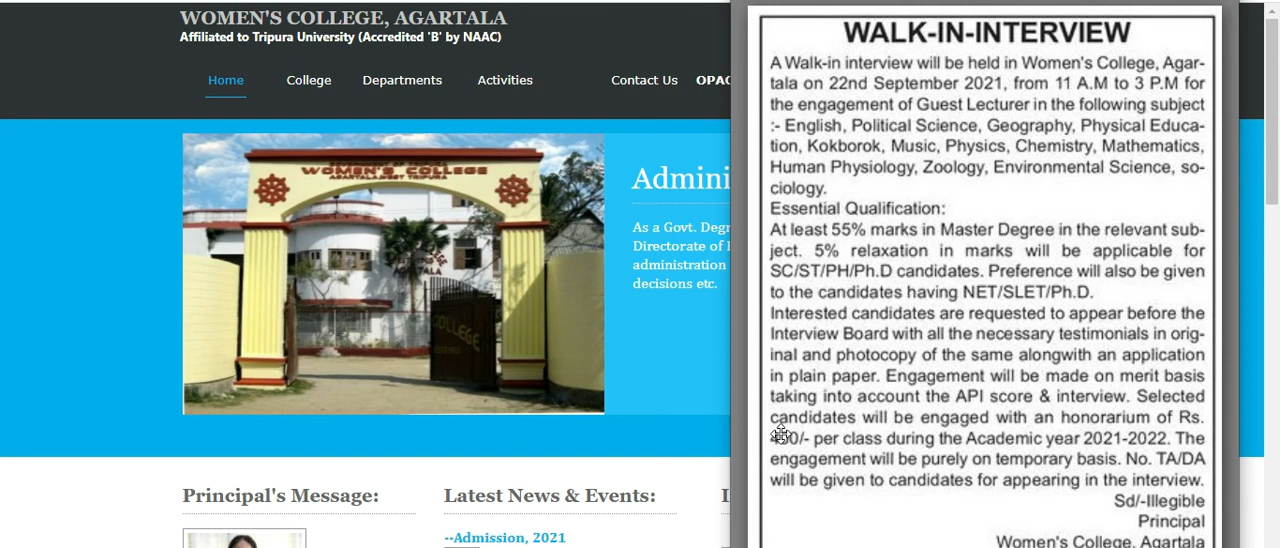 WOMEN'S COLLEGE, AGARTALA
Affiliated to Tripura University (Accredited 'B' by NAAC)
Home College Departments Activities Contact Us OPAC
GOVERNMENT OF TRIPURA
WOMEN'S COLLEGE
AGARTALA, WEST TRIPURA
AGARTALA
COLLEGE
Admini
As a Govt. Degr
Directorate of
administration
decisions etc.
Principal's Message:
Latest News & Events:
--Admission, 2021
WALK-IN-INTERVIEW
A Walk-in interview will be held in Women's College, Agar-
tala on 22nd September 2021, from 11 A.M to 3 P.M for
the engagement of Guest Lecturer in the following subject
:- English, Political Science, Geography, Physical Educa-
tion, Kokborok, Music, Physics, Chemistry, Mathematics,
Human Physiology, Zoology, Environmental Science, so-
ciology.
Essential Qualification:
At least 55% marks in Master Degree in the relevant sub-
ject. 5% relaxation in marks will be applicable for
SC/ST/PH/Ph.D candidates. Preference will also be given
to the candidates having NET/SLET/Ph.D.
Interested candidates are requested to appear before the
Interview Board with all the necessary testimonials in orig-
inal and photocopy of the same alongwith an application
in plain paper. Engagement will be made on merit basis
taking into account the API score & interview. Selected
candidates will be engaged with an honorarium of Rs.
per class during the Academic year 2021-2022. The
engagement will be purely on temporary basis. No. TA/DA
will be given to candidates for appearing in the interview.
Sd/-Illegible
Principal
Women's College, Agartala